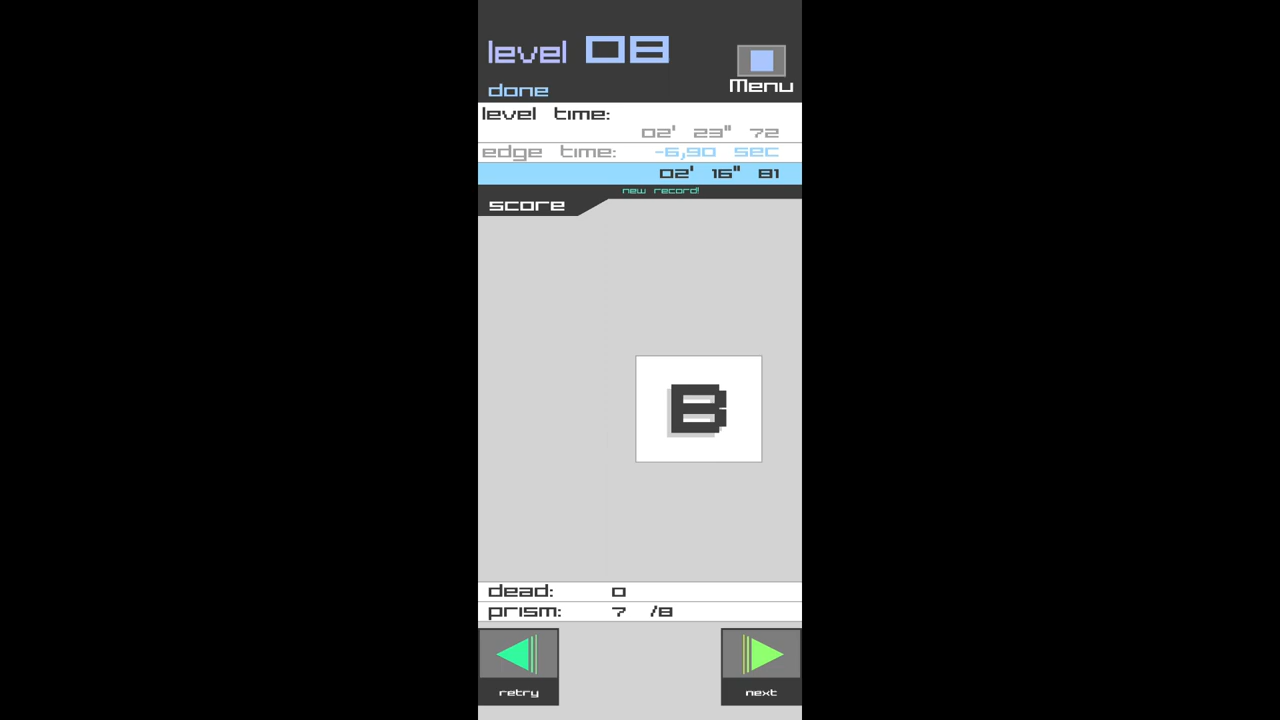 level 08
Menu
done
level time:
02' 23" 72
edge time: -6,90 sec
02' 16" 81
new record!
score
B
dead: 0
prism: 7 /8
retry
next